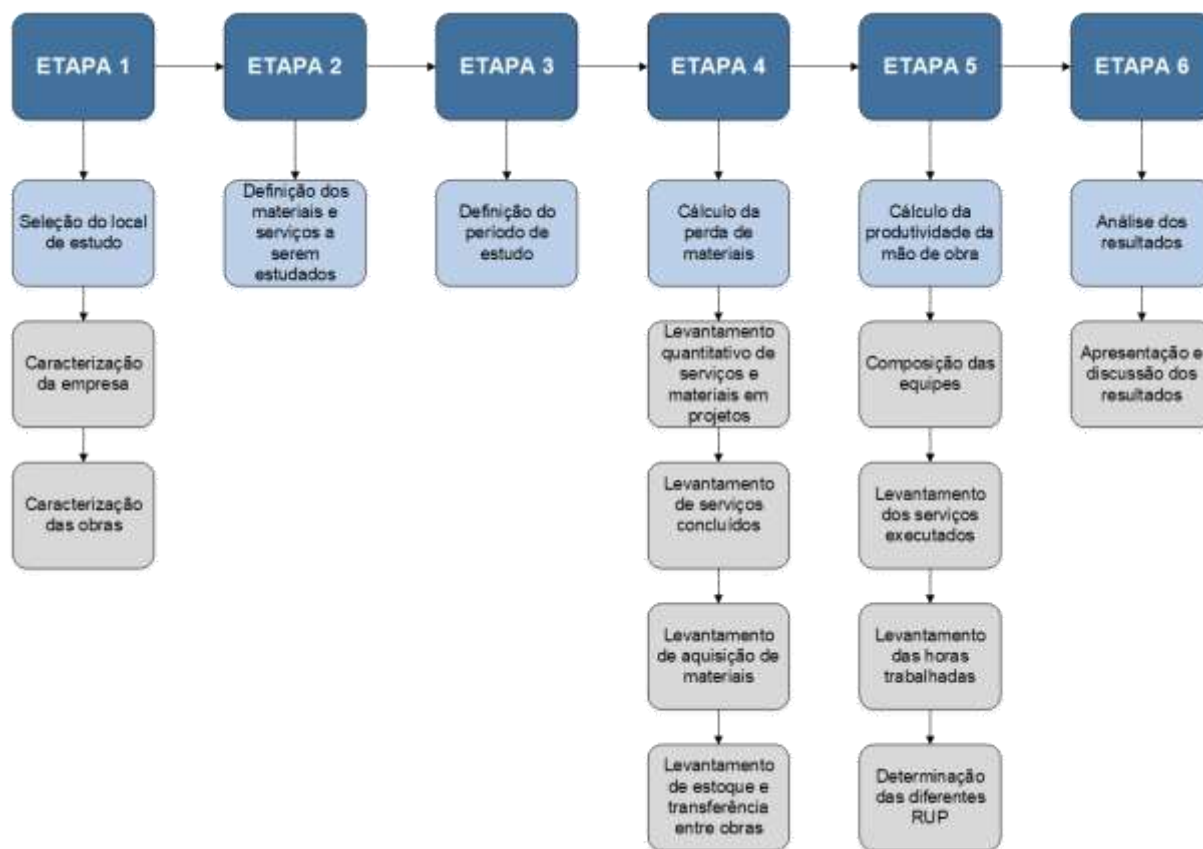 ETAPA 1
ETAPA 2
ETAPA 3
ETAPA 4
ETAPA 5
ETAPA 6
Seleção do local
de estudo
Definição dos
materiais e
serviços a
serem
estudados
Definição do
período de
estudo
Cálculo da
perda de
materiais
Cálculo da
produtividade da
mão de obra
Análise dos
resultados
Caracterização
da empresa
Levantamento
quantitativo de
serviços e
materiais em
projetos
Composição das
equipes
Apresentação e
discussão dos
resultados
Caracterização
das obras
Levantamento
de serviços
concluídos
Levantamento
dos serviços
executados
Levantamento
de aquisição de
materiais
Levantamento
das horas
trabalhadas
Levantamento
de estoque e
transferência
entre obras
Determinação
das diferentes
RUP